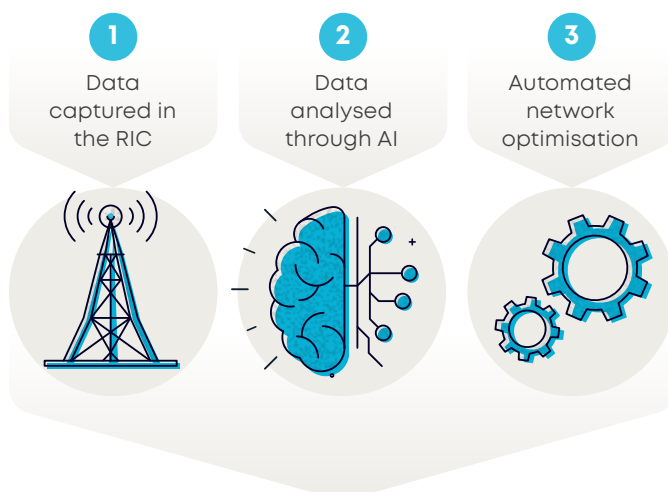 1
Data
captured in
the RIC
2
Data
analysed
through AI
3
Automated
network
optimisation